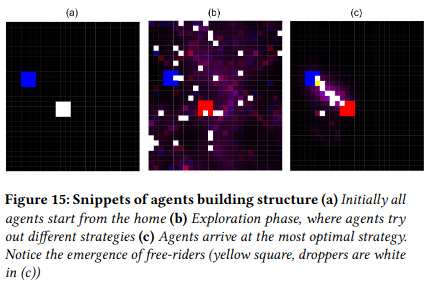 (a)
(b)
(c)
Figure 15: Snippets of agents building structure (a) Initially all
agents start from the home (b) Exploration phase, where agents try
out different strategies (c) Agents arrive at the most optimal strategy.
Notice the emergence of free-riders (yellow square, droppers are white
in (c))